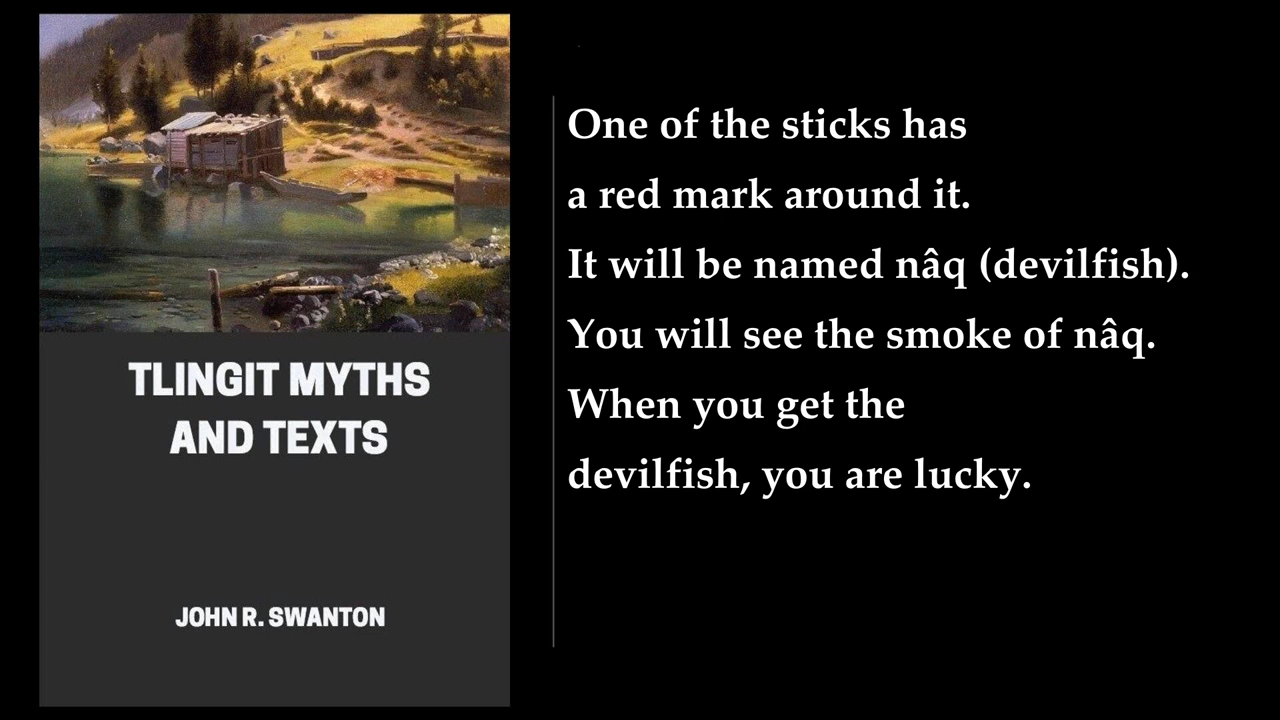 TLINGIT MYTHS
AND TEXTS
JOHN R. SWANTON
One of the sticks has
a red mark around it.
It will be named nâq (devilfish).
You will see the smoke of nâq.
When you get the
devilfish, you are lucky.